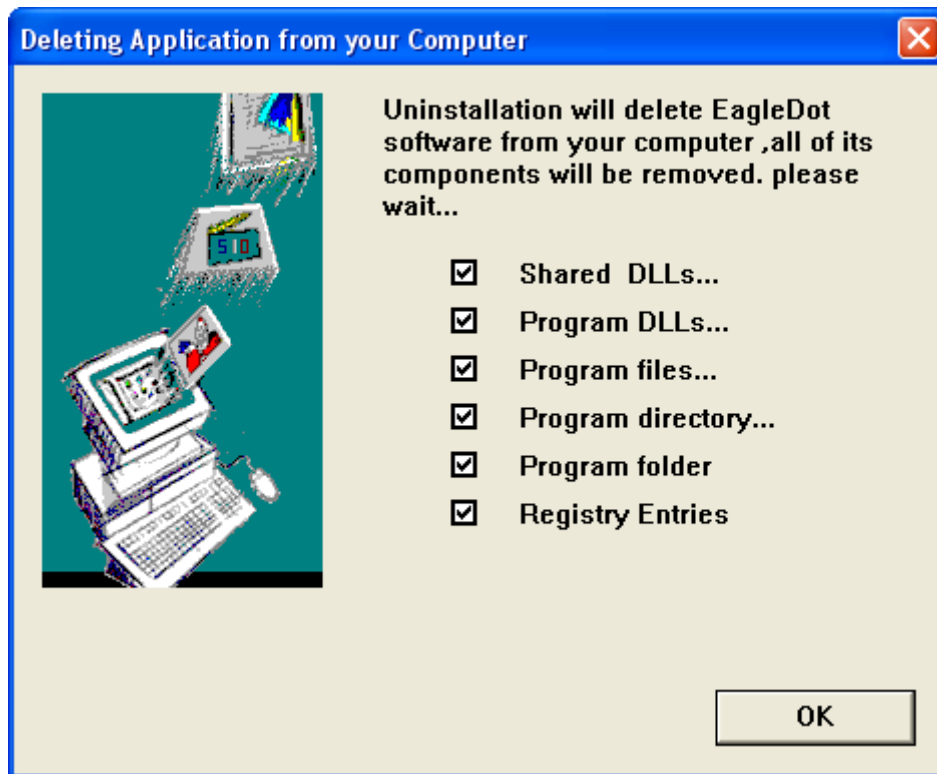 Deleting Application from your Computer
Uninstallation will delete EagleDot
software from your computer ,all of its
components will be removed. please
wait...
Shared DLLs...
Program DLLs...
Program files...
Program directory...
Program folder
Registry Entries
OK